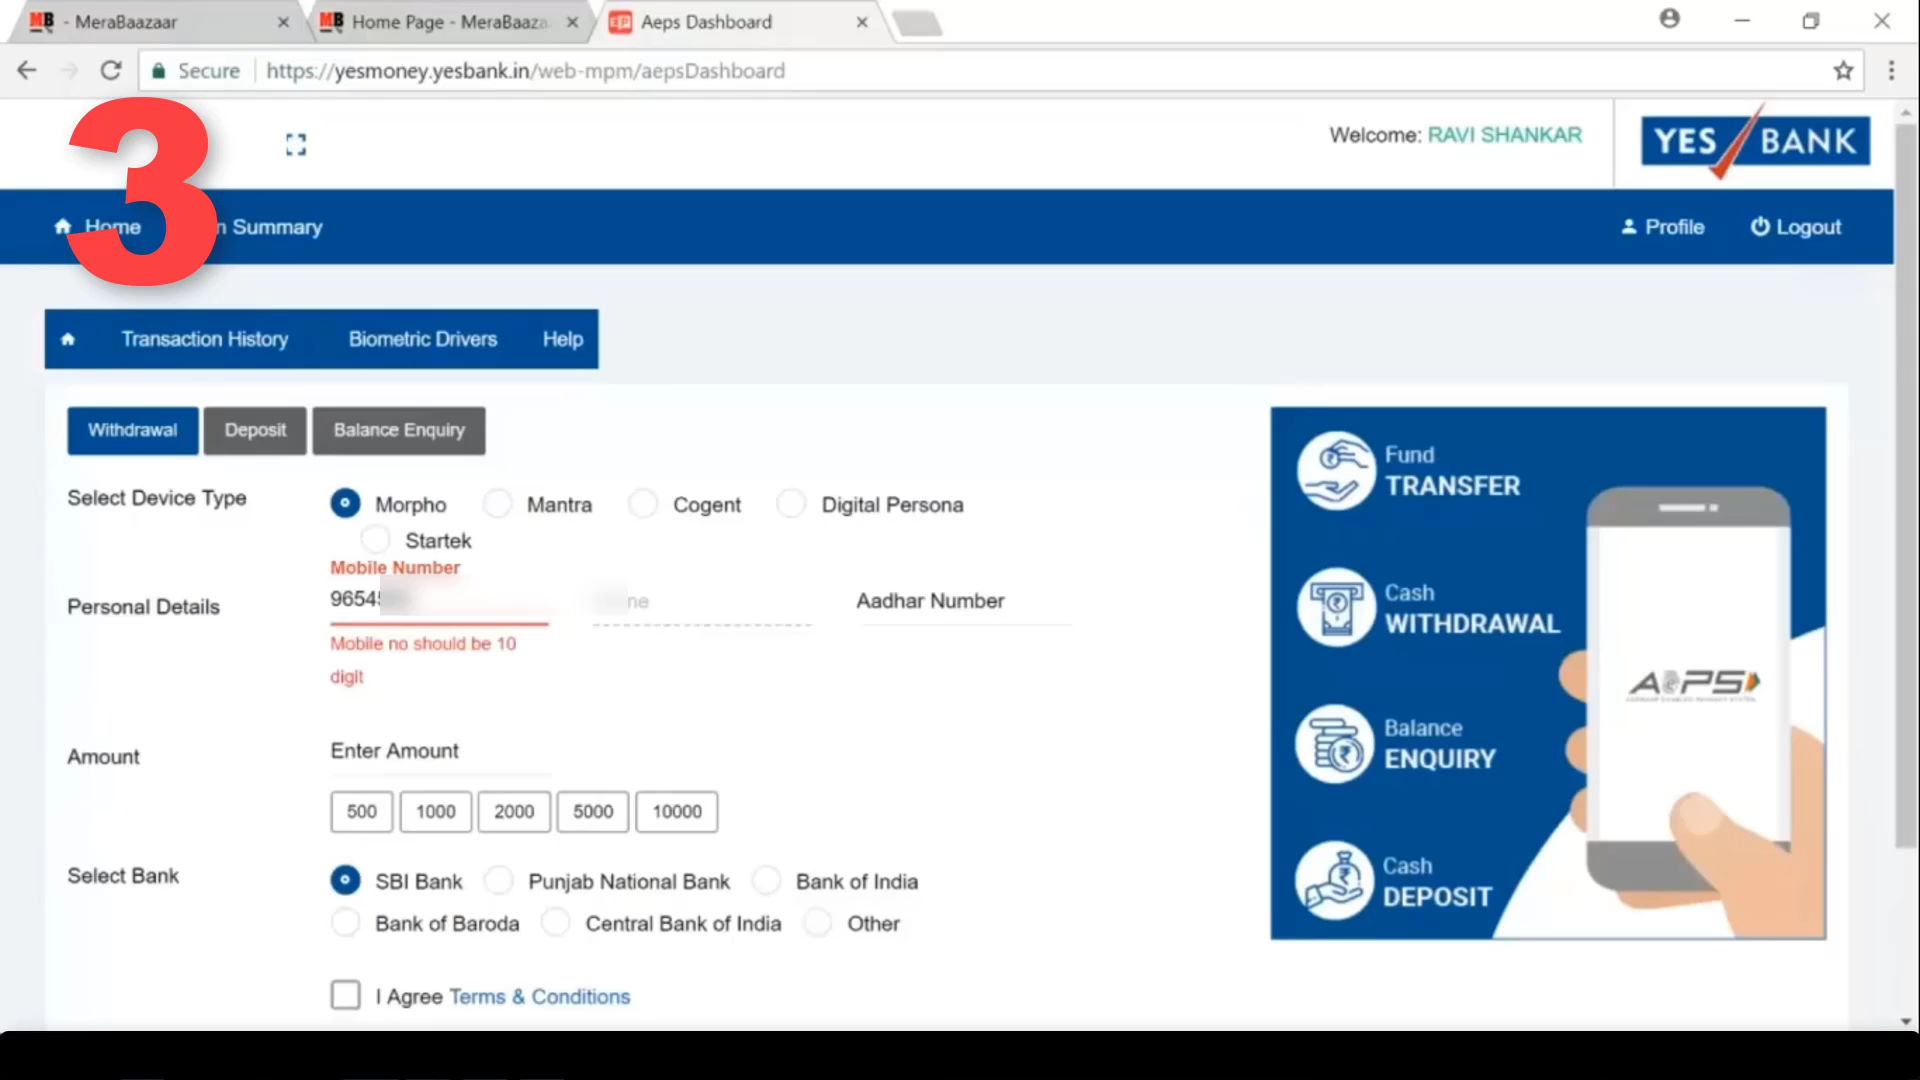 MB - MeraBaazaar
MB Home Page - MeraBaaza
Aeps Dashboard
Secure https://yesmoney.yesbank.in/web-mpm/aepsDashboard
3
Welcome: RAVI SHANKAR
YES BANK
Home
Summary
Profile
Logout
Transaction History
Biometric Drivers
Help
Withdrawal
Deposit
Balance Enquiry
Select Device Type
Morpho
Mantra
Cogent
Digital Persona
Startek
Personal Details
Mobile Number
9654
Aadhar Number
Mobile no should be 10
digit
Amount
Enter Amount
500
1000
2000
5000
10000
Select Bank
SBI Bank
Punjab National Bank
Bank of India
Bank of Baroda
Central Bank of India
Other
I Agree Terms & Conditions
Fund
TRANSFER
Cash
WITHDRAWAL
Balance
ENQUIRY
Cash
DEPOSIT
AePS